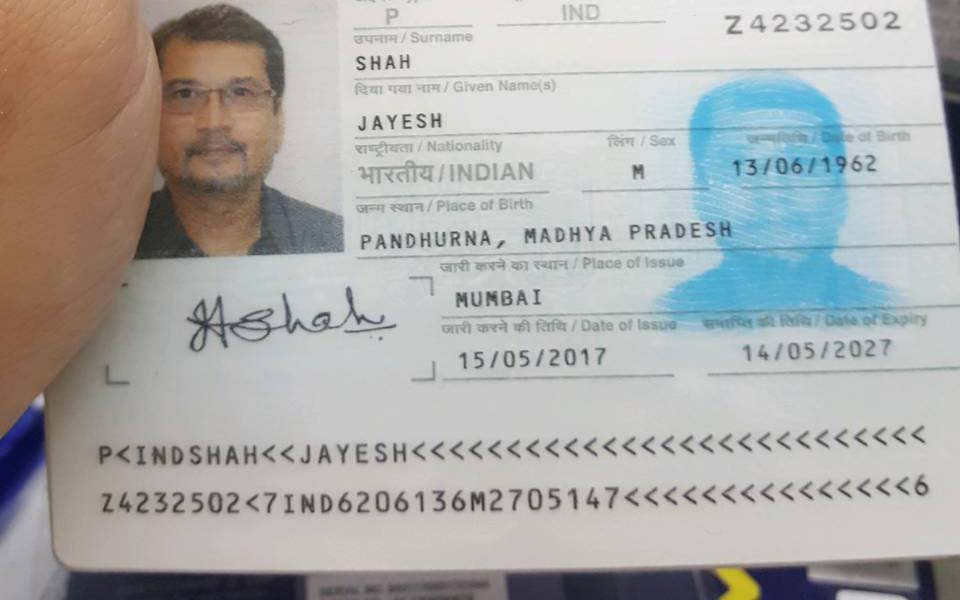 P IND Z4232502
उपनाम / Surname
SHAH
दिया गया नाम / Given Name(s)
JAYESH
राष्ट्रीयता / Nationality लिंग / Sex जन्मतिथि / Date of Birth
भारतीय / INDIAN M 13/06/1962
जन्म स्थान / Place of Birth
PANDHURNA, MADHYA PRADESH
जारी करने का स्थान / Place of Issue
MUMBAI
जारी करने की तिथि / Date of Issue समाप्ति की तिथि / Date of Expiry
15/05/2017 14/05/2027
JAShah
P<INDSHAH<<JAYESH<<<<<<<<<<<<<<<<<<<<<<<<<<<
Z4232502<7IND6206136M2705147<<<<<<<<<<<<<<<6